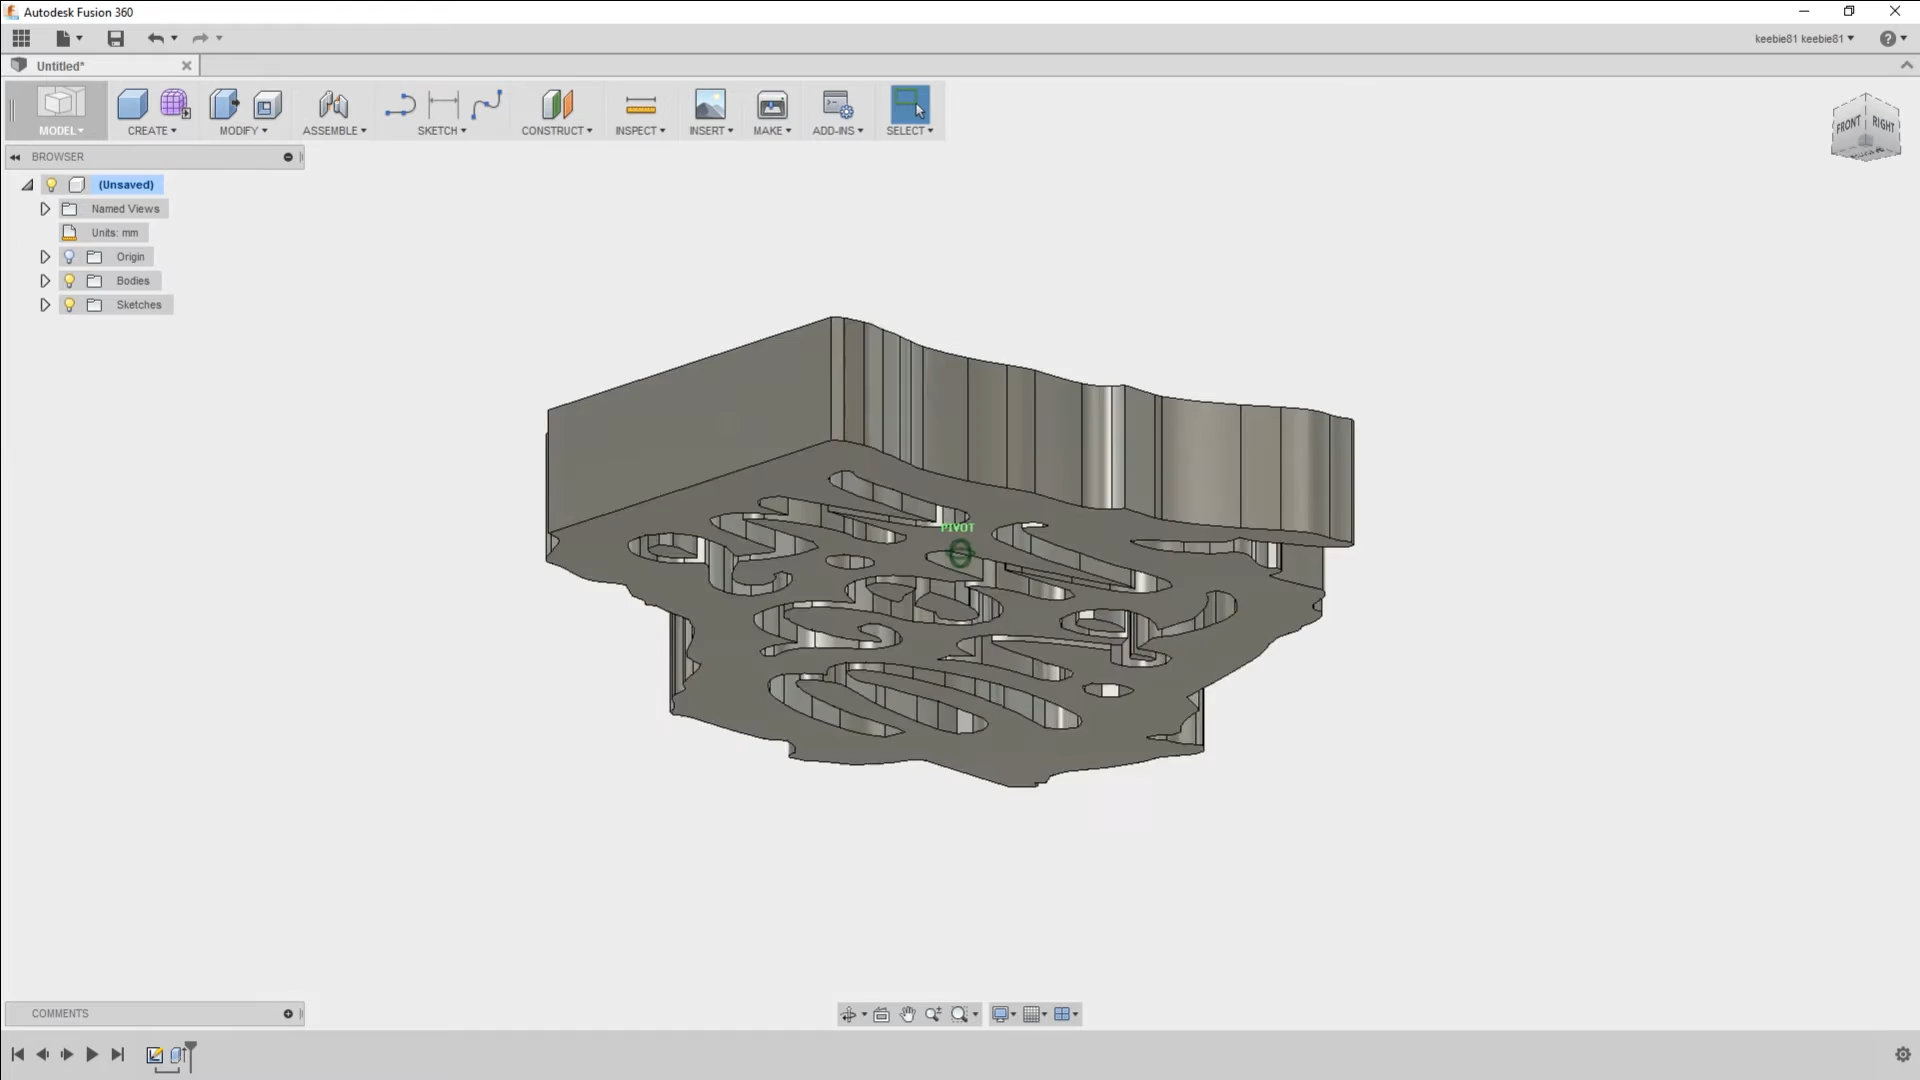 Autodesk Fusion 360
keebie81 keebie81
Untitled*
MODEL
CREATE
MODIFY
ASSEMBLE
SKETCH
CONSTRUCT
INSPECT
INSERT
MAKE
ADD-INS
SELECT
FRONT
RIGHT
BROWSER
(Unsaved)
Named Views
Units: mm
Origin
Bodies
Sketches
PIVOT
COMMENTS